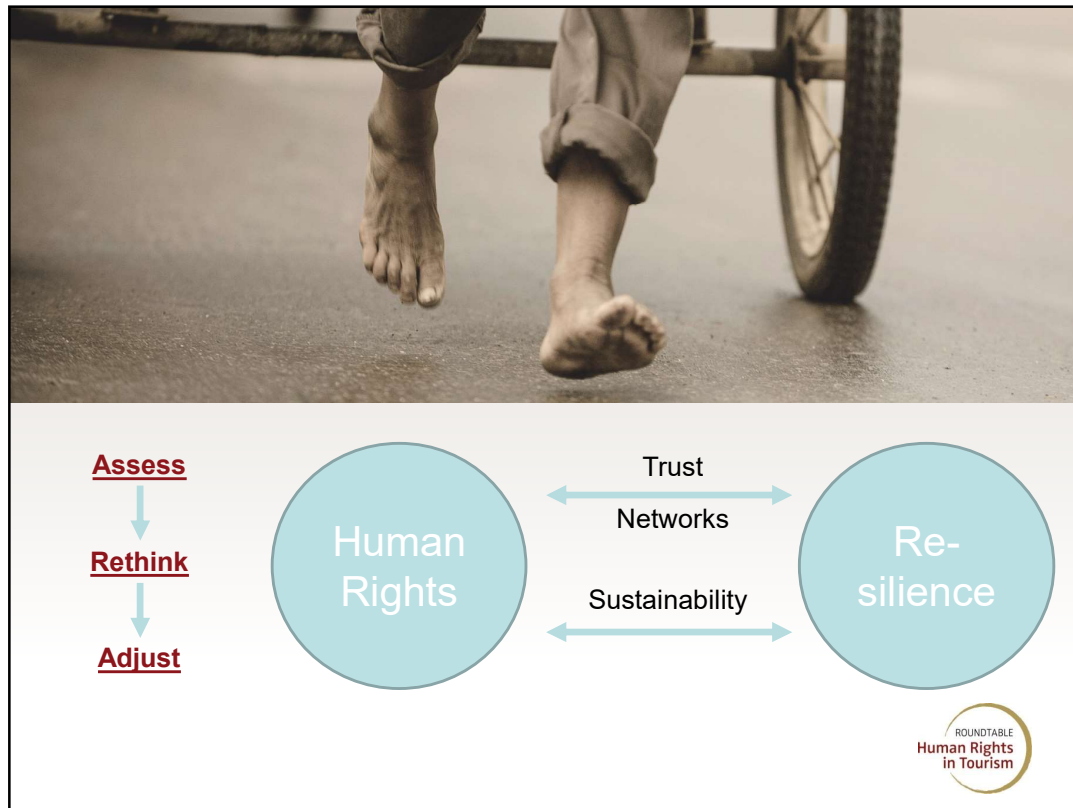 Assess
Rethink
Adjust
Human
Rights
Trust
Networks
Sustainability
Re-
silience
ROUNDTABLE
Human Rights
in Tourism